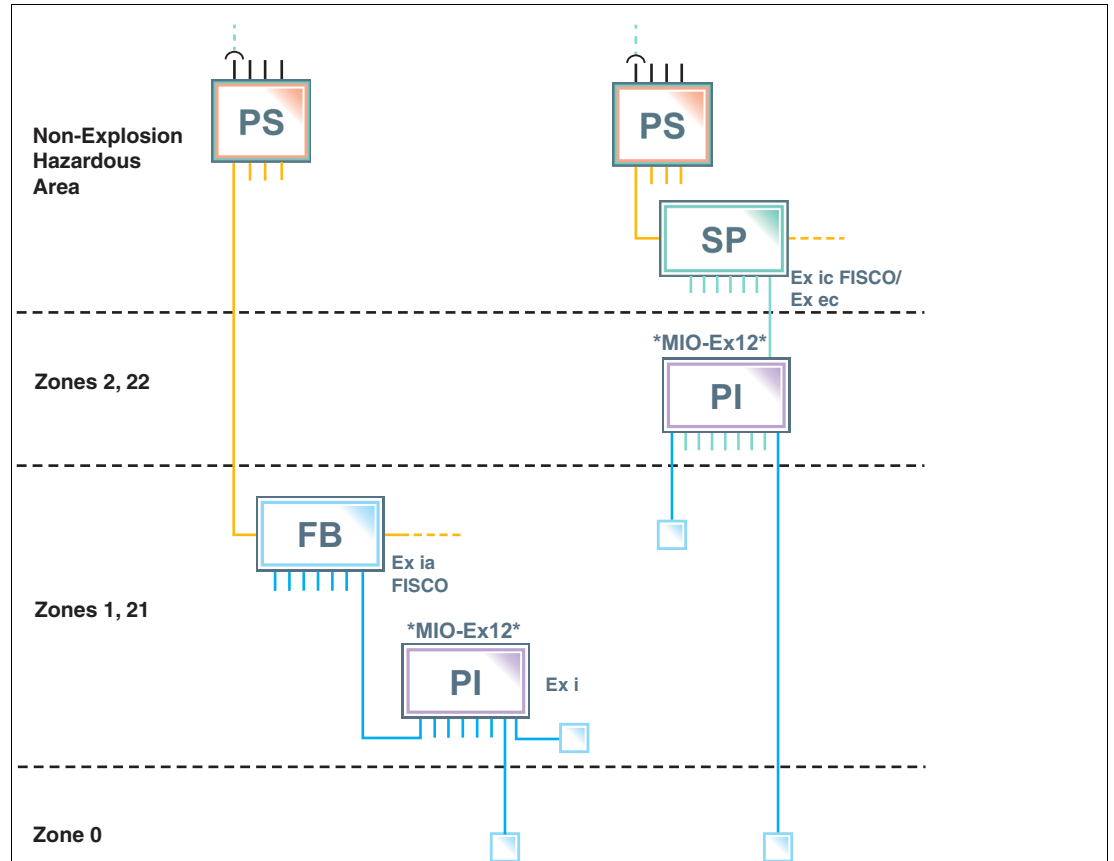 PS
PS
Non-Explosion
Hazardous
Area
SP
Ex ic FISCO/
Ex ec
*MIO-Ex12*
Zones 2, 22
PI
FB
Ex ia
FISCO
Zones 1, 21
*MIO-Ex12*
PI
Ex i
Zone 0